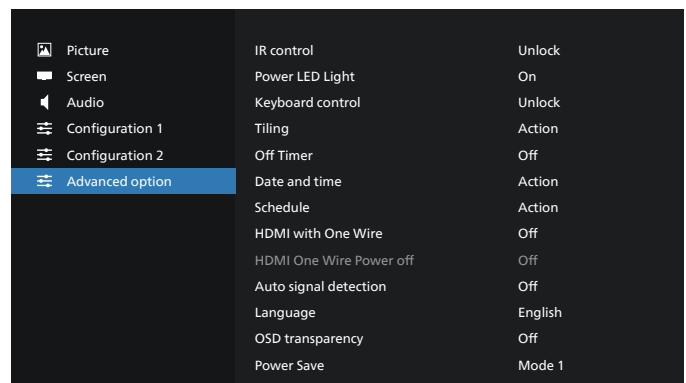 Picture
Screen
Audio
Configuration 1
Configuration 2
Advanced option
IR control Unlock
Power LED Light On
Keyboard control Unlock
Tiling Action
Off Timer Off
Date and time Action
Schedule Action
HDMI with One Wire Off
HDMI One Wire Power off Off
Auto signal detection Off
Language English
OSD transparency Off
Power Save Mode 1